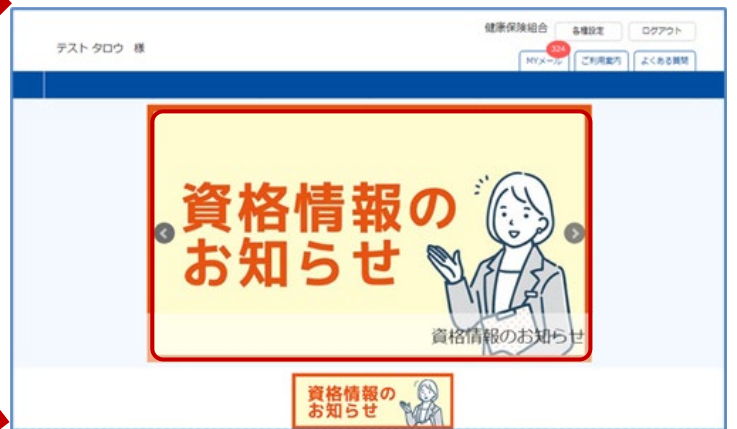 健康保険組合 各種設定 ログアウト
テスト タロウ 様
324
MYメール ご利用案内 よくある質問
資格情報の
お知らせ
資格情報のお知らせ
資格情報の
お知らせ